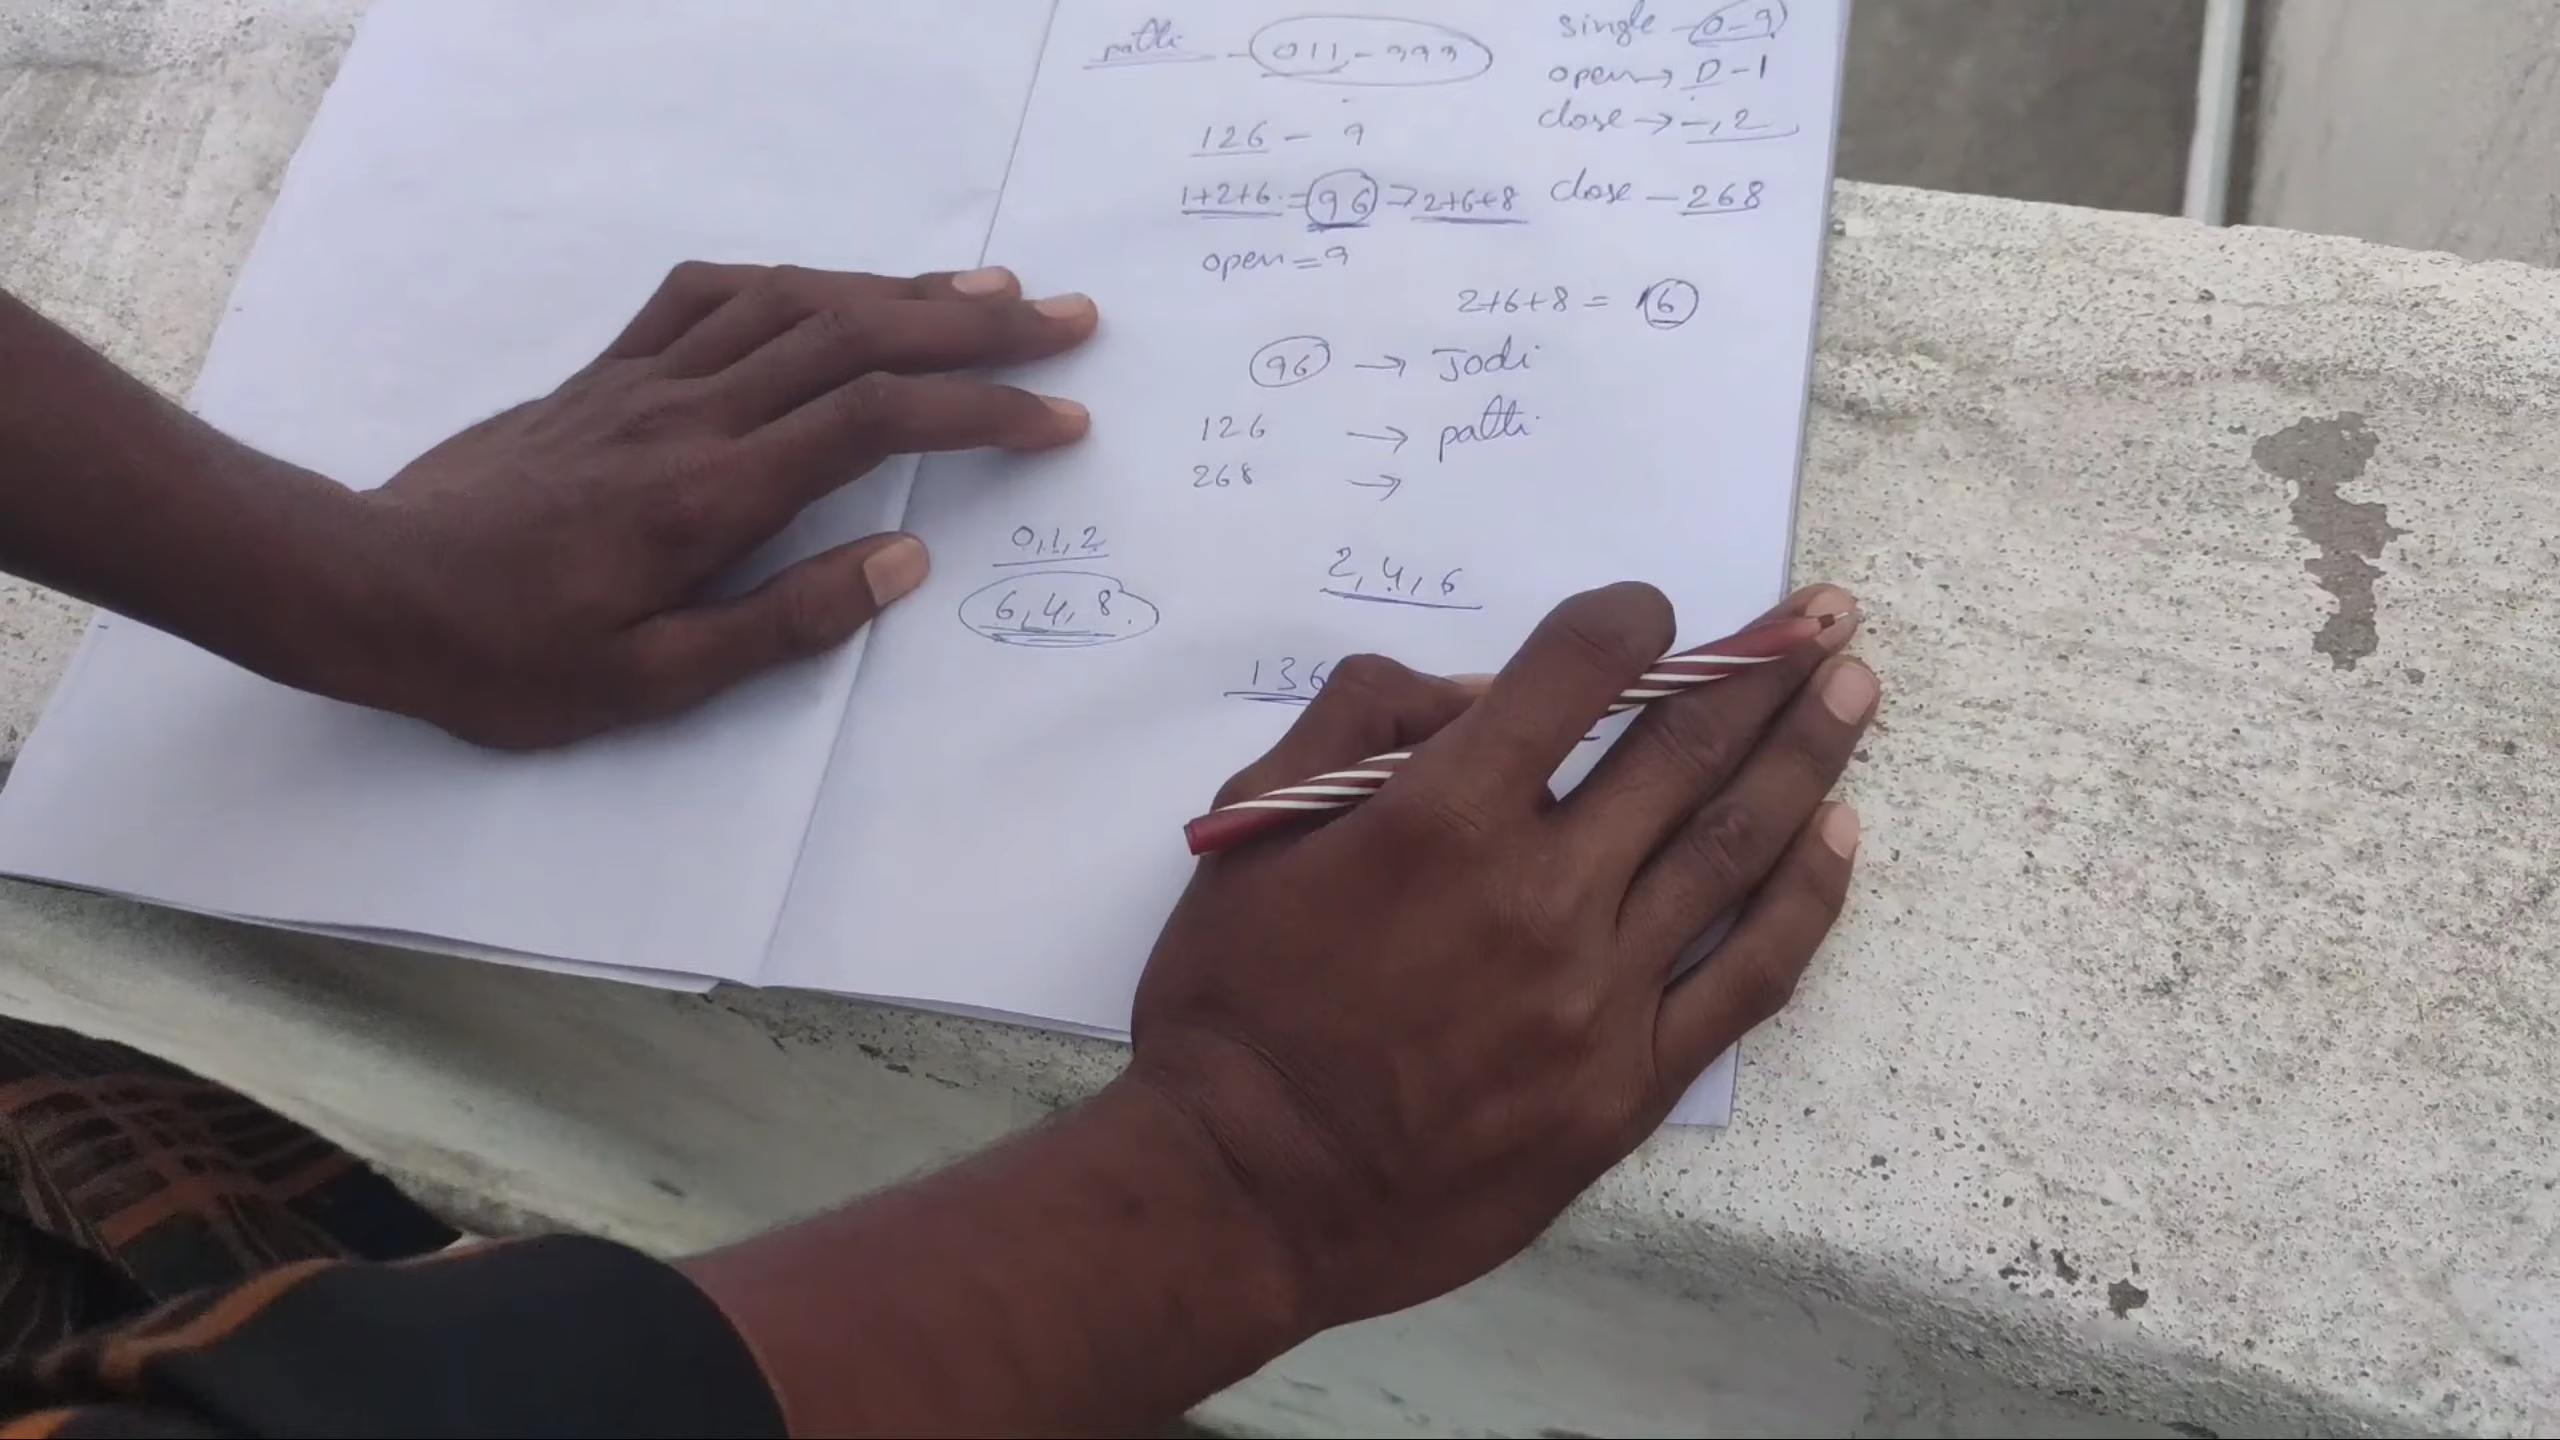 patti - 011 - 999
single - 0-9
open → 0-1
close → -, 2
126 - 9
1+2+6 = 96 → 2+6+8
close - 268
open = 9
2+6+8 = 16
96 → Jodi
126 → patti
268 →
0,1,2
2,4,6
6,4,8.
136